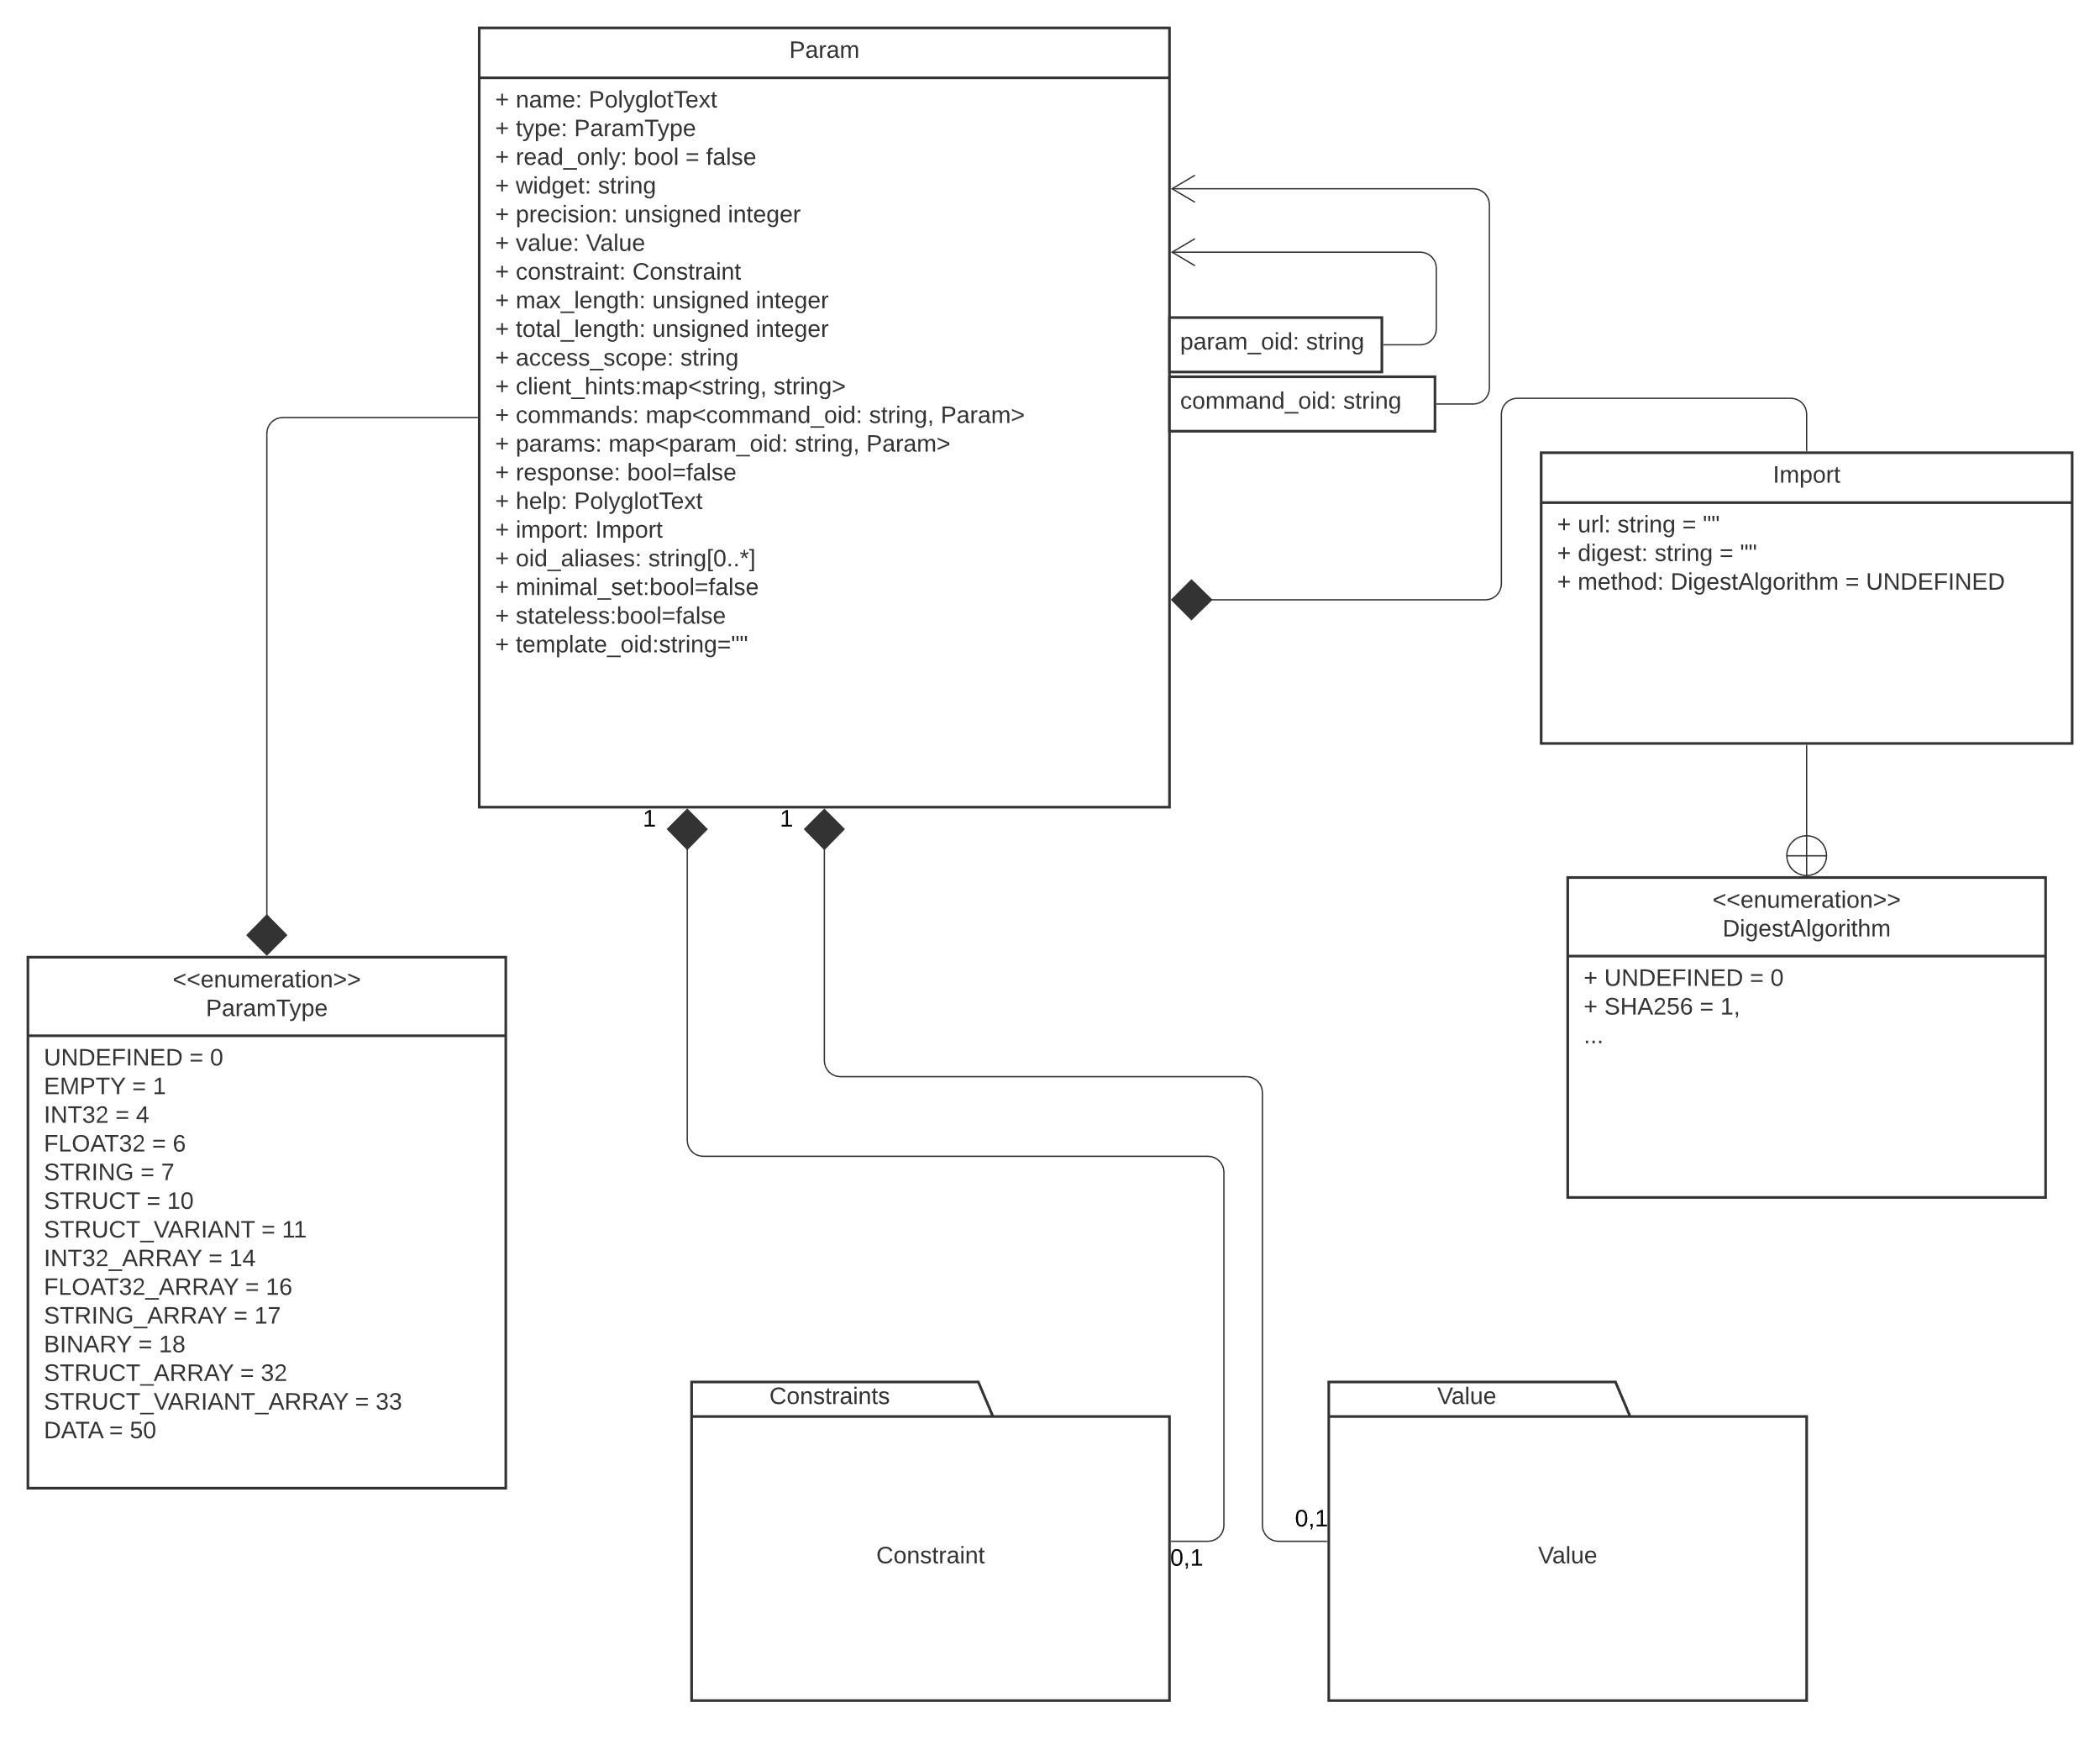 Param
+ name: PolyglotText
+ type: ParamType
+ read_only: bool = false
+ widget: string
+ precision: unsigned integer
+ value: Value
+ constraint: Constraint
+ max_length: unsigned integer
+ total_length: unsigned integer
+ access_scope: string
+ client_hints:map<string, string>
+ commands: map<command_oid: string, Param>
+ params: map<param_oid: string, Param>
+ response: bool=false
+ help: PolyglotText
+ import: Import
+ oid_aliases: string[0..*]
+ minimal_set:bool=false
+ stateless:bool=false
+ template_oid:string=""
param_oid: string
command_oid: string
Import
+ url: string = ""
+ digest: string = ""
+ method: DigestAlgorithm = UNDEFINED
1
1
<<enumeration>>
DigestAlgorithm
+ UNDEFINED = 0
+ SHA256 = 1,
...
<<enumeration>>
ParamType
UNDEFINED = 0
EMPTY = 1
INT32 = 4
FLOAT32 = 6
STRING = 7
STRUCT = 10
STRUCT_VARIANT = 11
INT32_ARRAY = 14
FLOAT32_ARRAY = 16
STRING_ARRAY = 17
BINARY = 18
STRUCT_ARRAY = 32
STRUCT_VARIANT_ARRAY = 33
DATA = 50
Constraints
Constraint
0,1
Value
0,1
Value